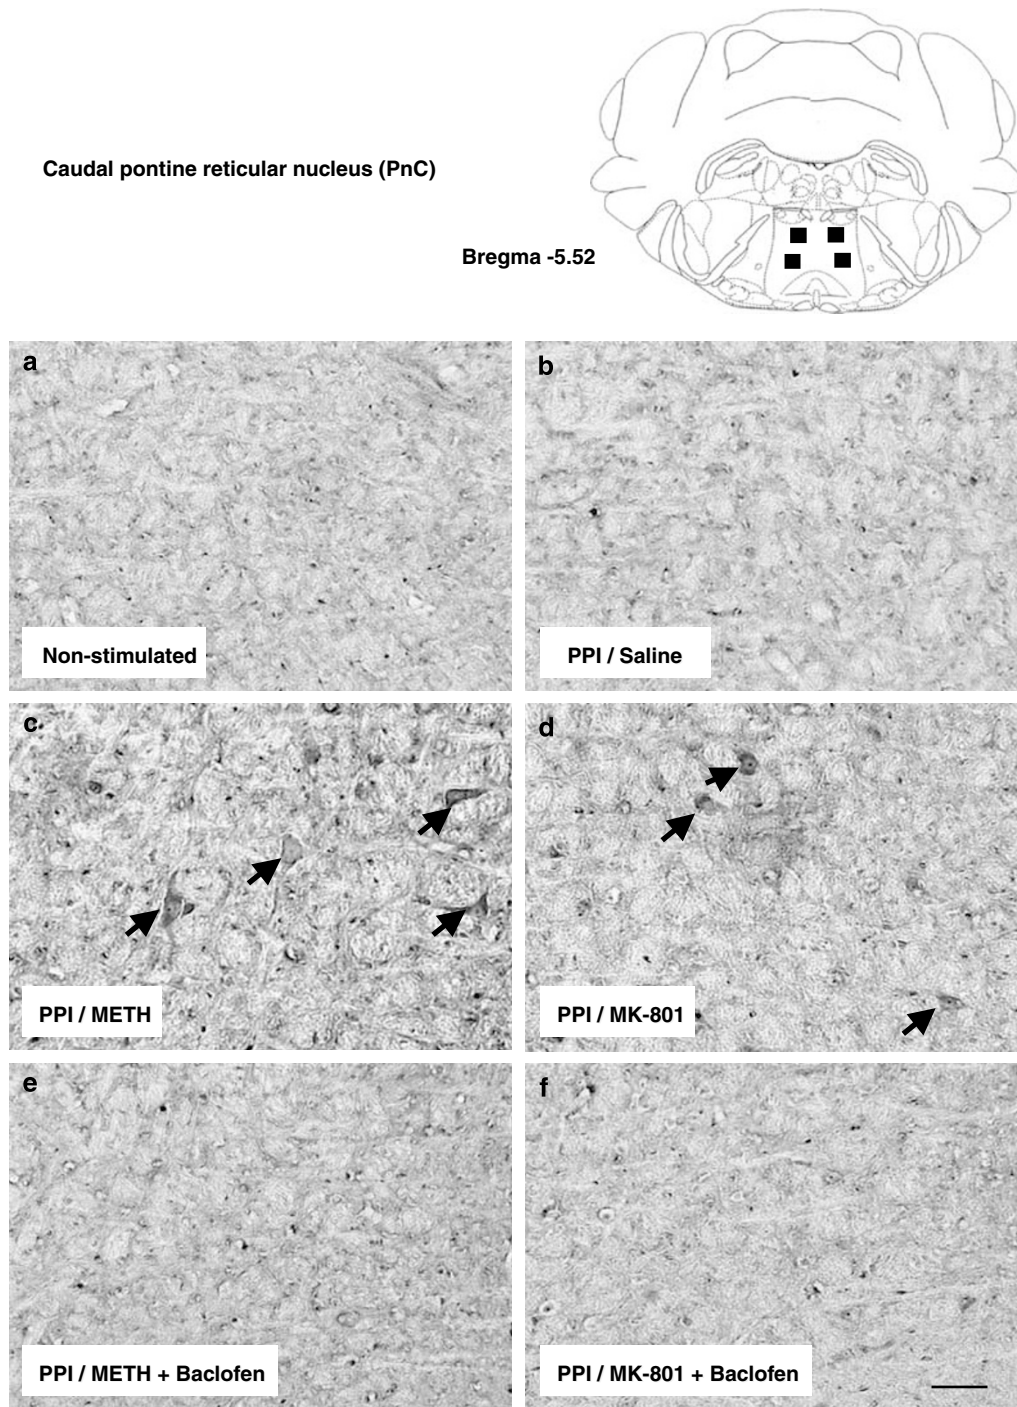 Caudal pontine reticular nucleus (PnC)
Bregma -5.52
a
Non-stimulated
b
PPI / Saline
c
PPI / METH
d
PPI / MK-801
e
PPI / METH + Baclofen
f
PPI / MK-801 + Baclofen